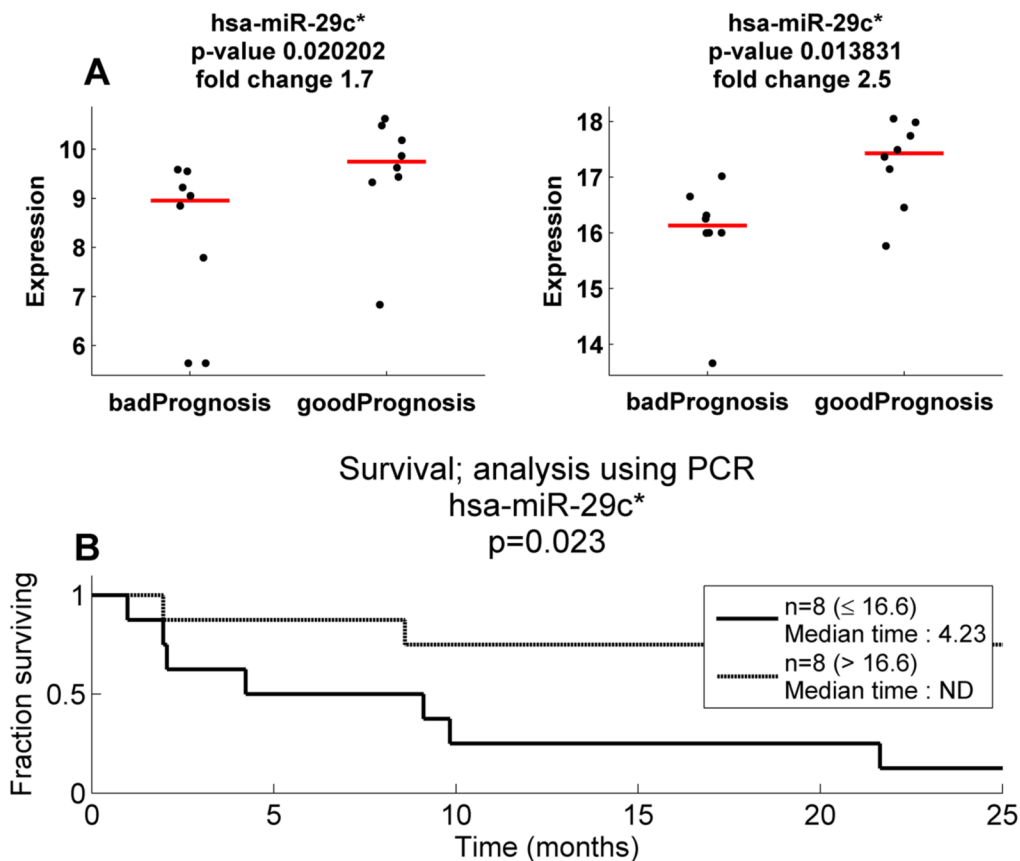 A
hsa-miR-29c*
p-value 0.020202
fold change 1.7
Expression
10
9
8
7
6
badPrognosis goodPrognosis
hsa-miR-29c*
p-value 0.013831
fold change 2.5
Expression
18
17
16
15
14
badPrognosis goodPrognosis
Survival; analysis using PCR
hsa-miR-29c*
p=0.023
B
Fraction surviving
1
0.5
0
n=8 (≤ 16.6)
Median time : 4.23
n=8 (> 16.6)
Median time : ND
0 5 10 15 20 25
Time (months)